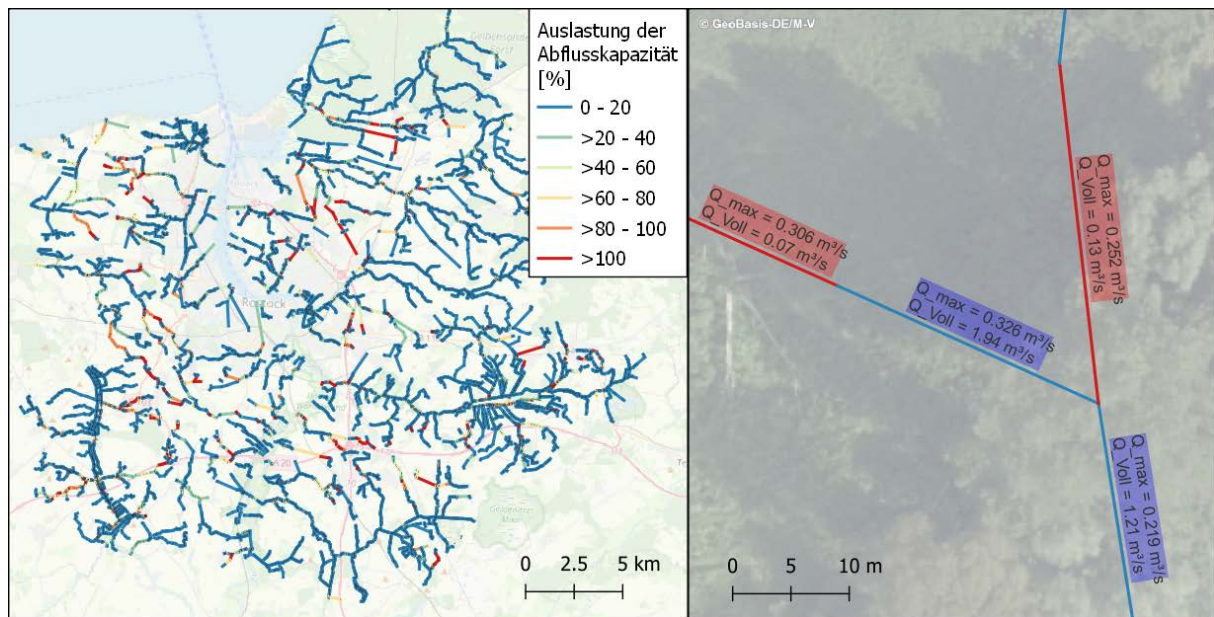 Auslastung der
Abflusskapazität
[%]
0 - 20
>20 - 40
>40 - 60
>60 - 80
>80 - 100
>100
0 2.5 5 km
© GeoBasis-DE/M-V
Q_max = 0.306 m³/s
Q_Voll = 0.07 m³/s
Q_max = 0.326 m³/s
Q_Voll = 1.94 m³/s
Q_max = 0.252 m³/s
Q_Voll = 0.13 m³/s
Q_max = 0.219 m³/s
Q_Voll = 1.21 m³/s
0 5 10 m